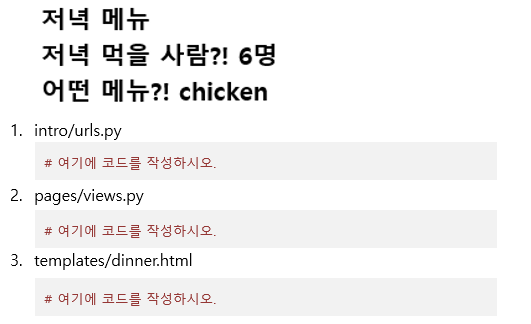 저녁 메뉴
저녁 먹을 사람?! 6명
어떤 메뉴?! chicken
1. intro/urls.py
# 여기에 코드를 작성하시오.
2. pages/views.py
# 여기에 코드를 작성하시오.
3. templates/dinner.html
# 여기에 코드를 작성하시오.